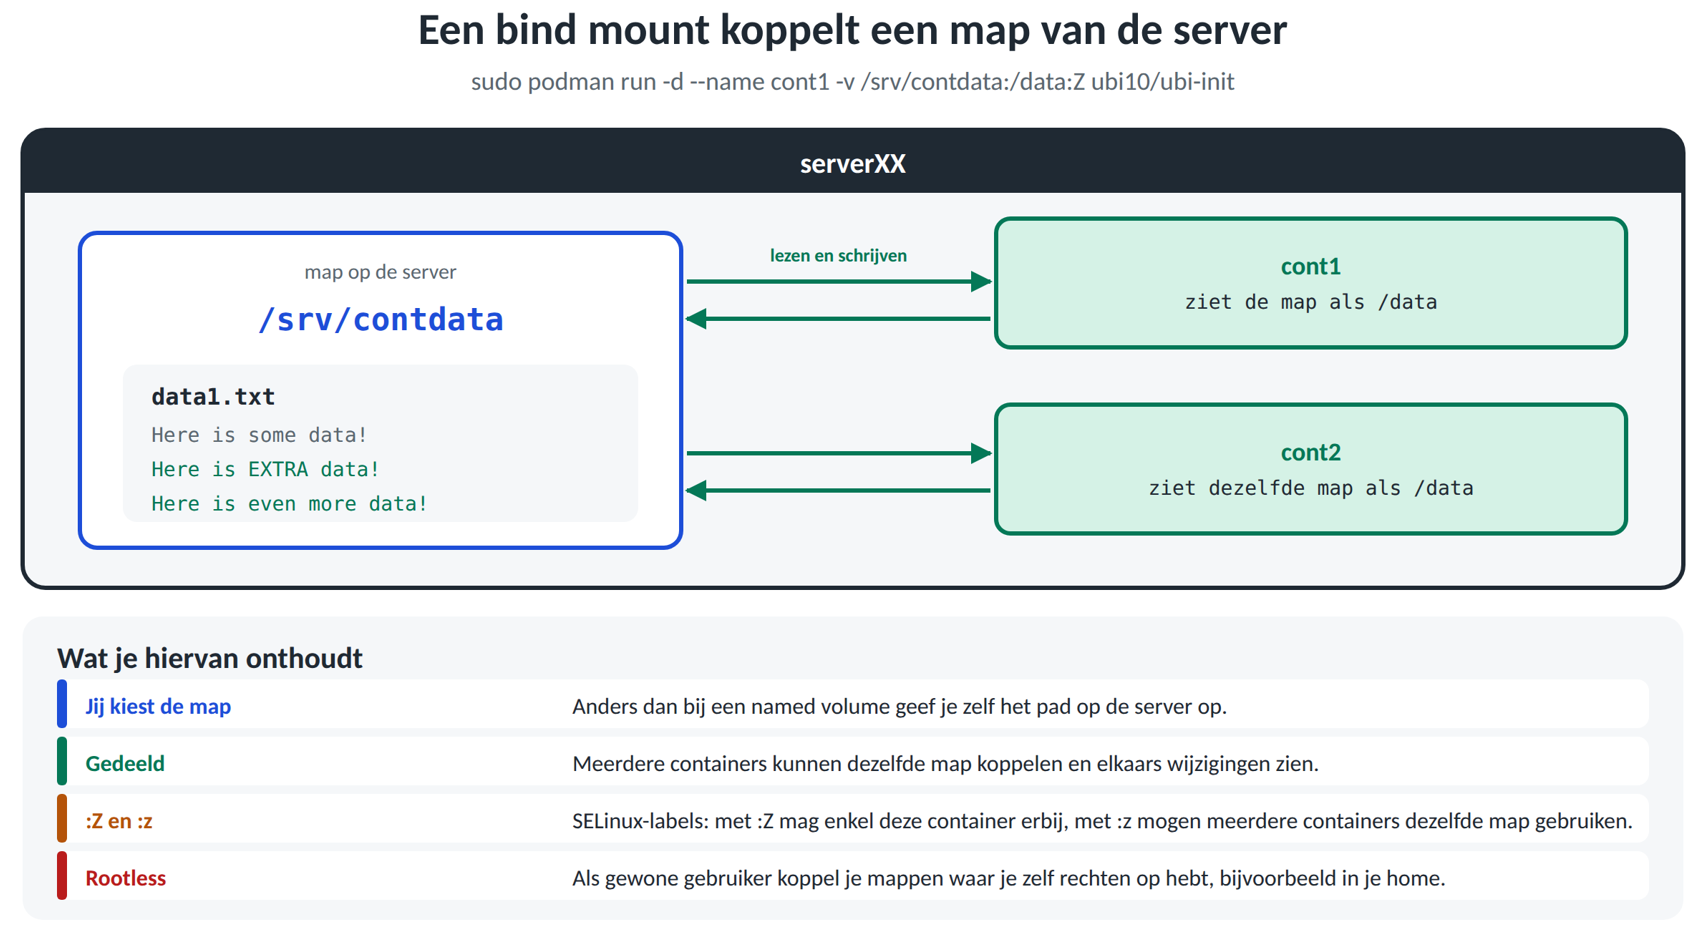 Een bind mount koppelt een map van de server
sudo podman run -d --name cont1 -v /srv/contdata:/data:Z ubi10/ubi-init
serverXX
map op de server
/srv/contdata
data1.txt
Here is some data!
Here is EXTRA data!
Here is even more data!
lezen en schrijven
cont1
ziet de map als /data
cont2
ziet dezelfde map als /data
Wat je hiervan onthoudt
Jij kiest de map
Anders dan bij een named volume geef je zelf het pad op de server op.
Gedeeld
Meerdere containers kunnen dezelfde map koppelen en elkaars wijzigingen zien.
:Z en :z
SELinux-labels: met :Z mag enkel deze container erbij, met :z mogen meerdere containers dezelfde map gebruiken.
Rootless
Als gewone gebruiker koppel je mappen waar je zelf rechten op hebt, bijvoorbeeld in je home.